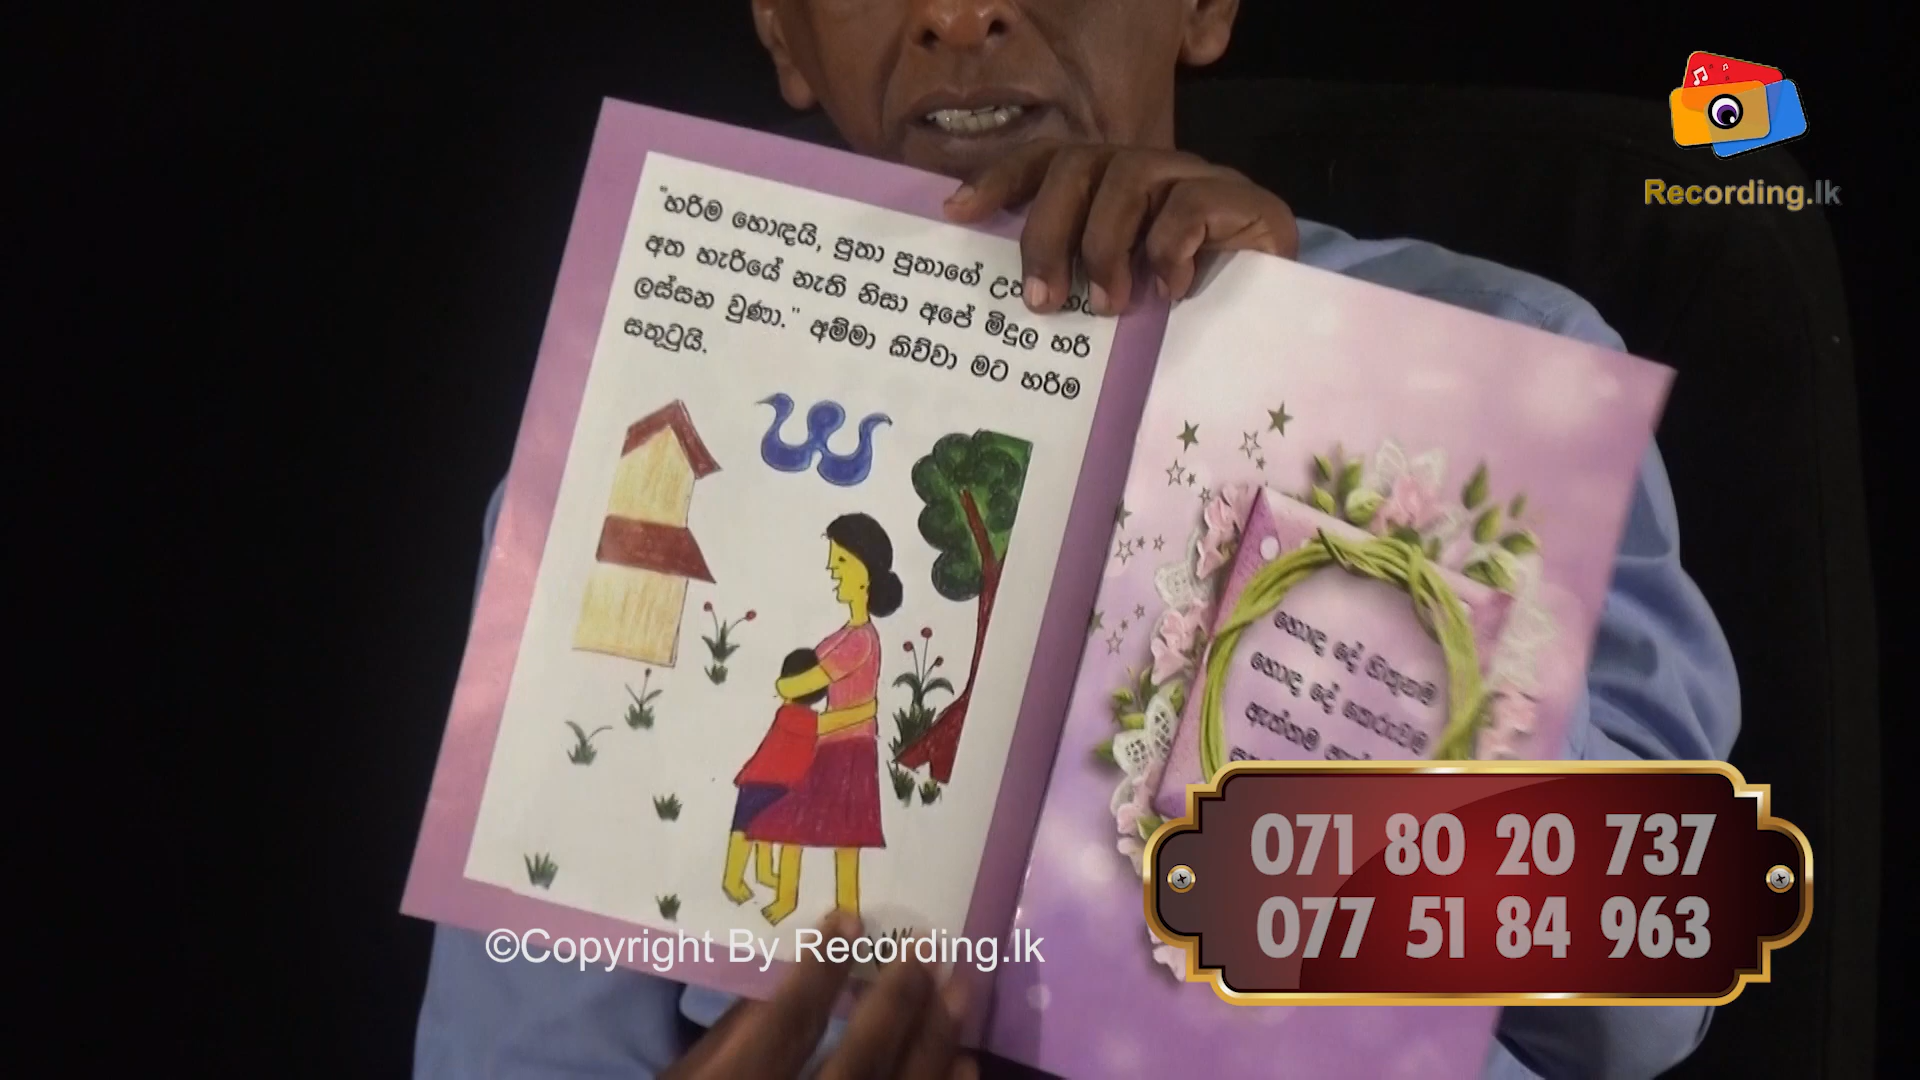 Recording.lk
"හරිම හොඳයි, පුතා පුතාගේ
අත හැරියේ නැති නිසා අපේ මිදුල හරි
ලස්සන වුණා." අම්මා කිව්වා මට හරිම
සතුටුයි.
ඝ
හොඳ දේ හිතුනම
හොඳ දේ කෙරුවම
ඇත්තම
071 80 20 737
077 51 84 963
©Copyright By Recording.lk